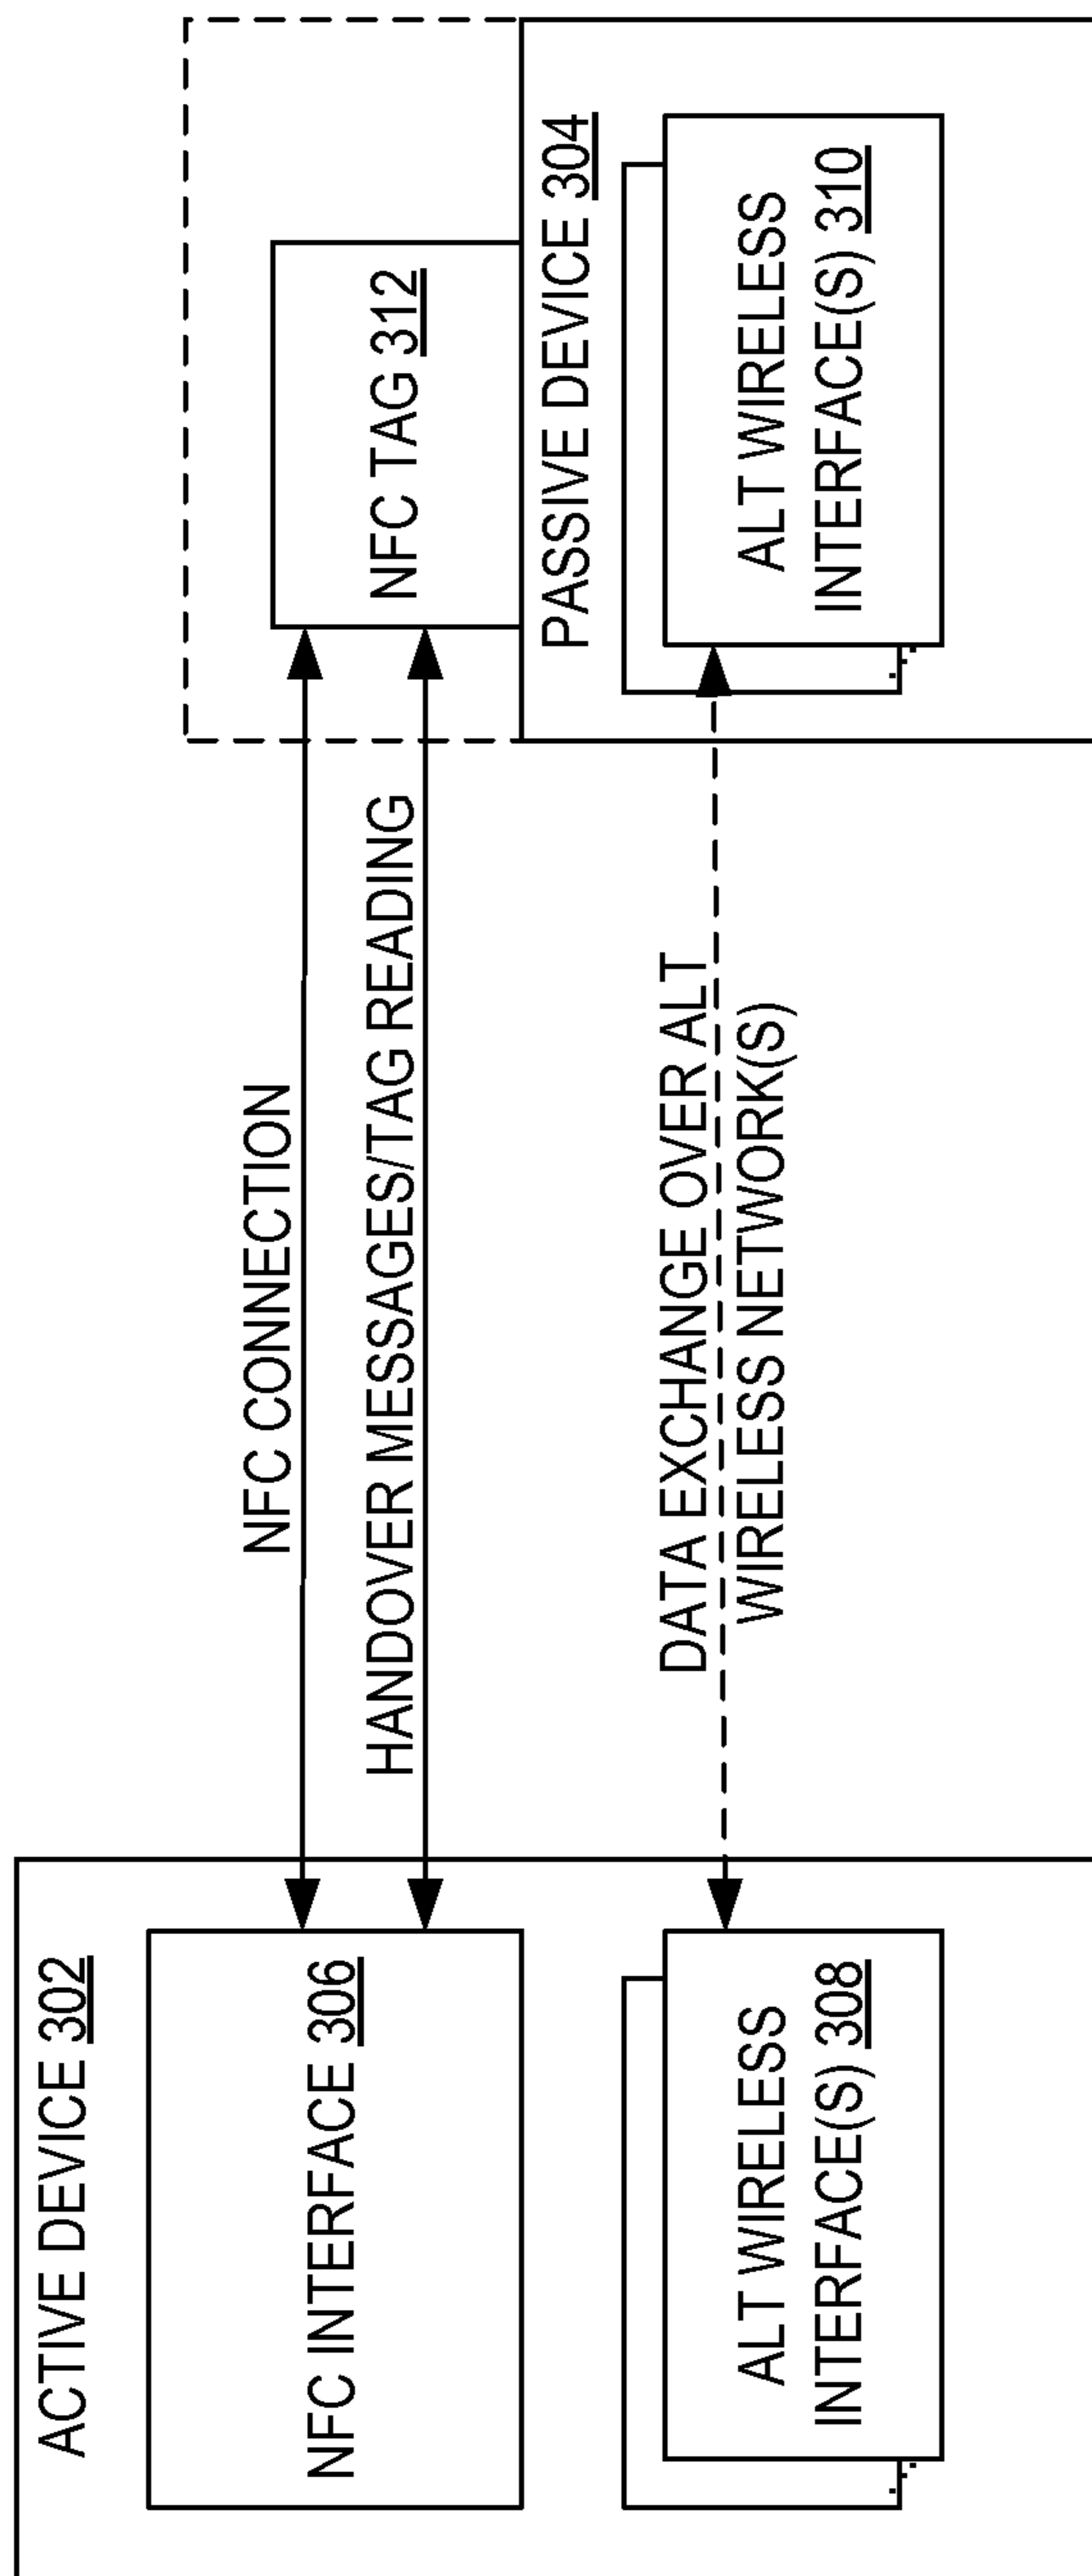 ACTIVE DEVICE 302
NFC INTERFACE 306
ALT WIRELESS
INTERFACE(S) 308
NFC CONNECTION
HANDOVER MESSAGES/TAG READING
DATA EXCHANGE OVER ALT
WIRELESS NETWORK(S)
NFC TAG 312
PASSIVE DEVICE 304
ALT WIRELESS
INTERFACE(S) 310